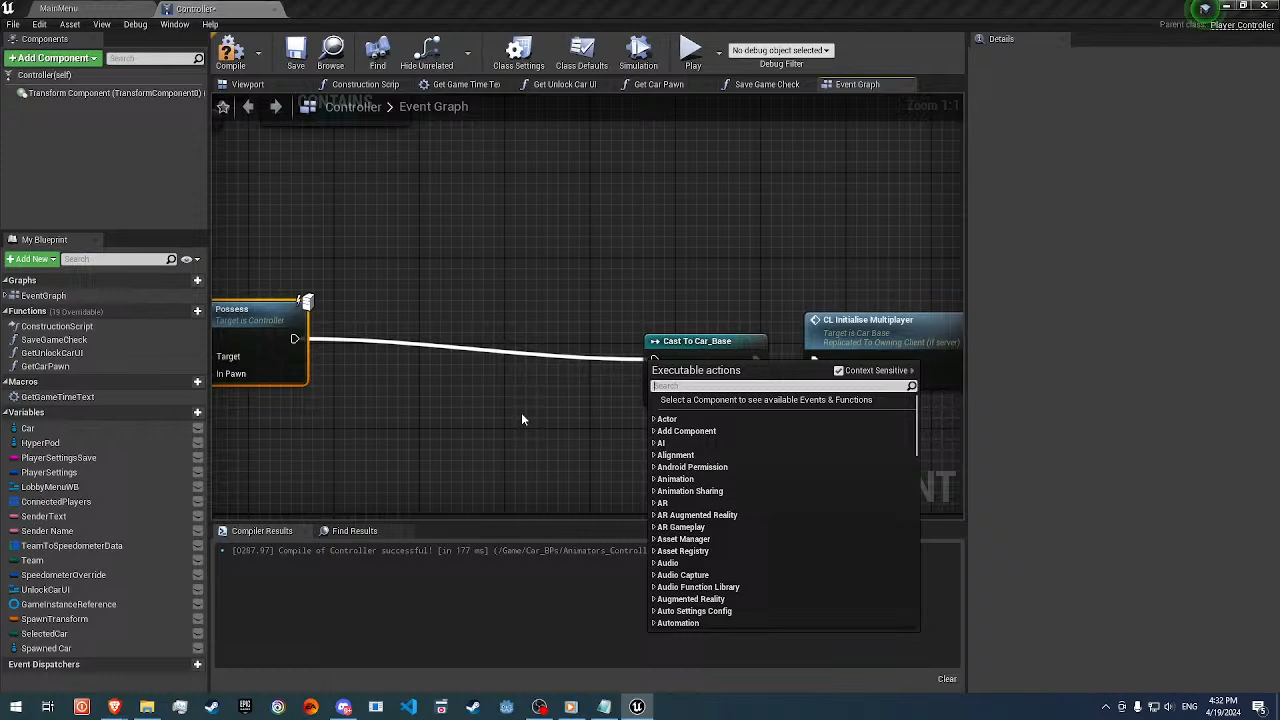 MainMenu
Controller*
File Edit Asset View Debug Window Help
Parent class: Player Controller
Components
+ Add Component
Search
Controller(self)
Transform Component (TransformComponent) (
Compile
Save
Browse
Find
Hide Unrelated
Class Settings
Class Defaults
Simulation
Play
No debug object selected
Debug Filter
Details
Viewport
Construction Scrip
Get Game Time Te
Get Unlock Car UI
Get Car Pawn
Save Game Check
Event Graph
CONTAINS
Controller > Event Graph
Zoom 1:1
My Blueprint
+ Add New
Search
Graphs
EventGraph
Functions (19 Overridable)
ConstructionScript
SaveGameCheck
GetUnlockCarUI
GetCarPawn
Macros
GetGameTimeText
Variables
Car
HyperPod
PlayerSettingsSave
PlayerSettings
LobbyMenuWB
ConnectedPlayers
SenderText
Sender Name
TeamToSpedometerData
Team
SpeedometerOverride
UnlockCarUI
GameInstanceReference
SpawnTransform
SelectedCar
Spawned Car
Event Dispatchers
Possess
Target is Controller
Target
In Pawn
Cast To Car_Base
CL Initialise Multiplayer
Target is Car Base
Replicated To Owning Client (if server)
Executable actions
Context Sensitive
Search
Select a Component to see available Events & Functions
Actor
Add Component
AI
Alignment
Android Permission
Animation
Animation Sharing
AR
AR Augmented Reality
AR Gameplay
Asset Manager
Asset Registry
Audio
Audio Capture
Audio Function Library
Augmented Reality
Auto Settings Config
Automation
Compiler Results
Find Results
[0287.97] Compile of Controller successful! [in 177 ms] (/Game/Car_BPs/Animators_Controll
Clear
4:32 PM
4/19/2024